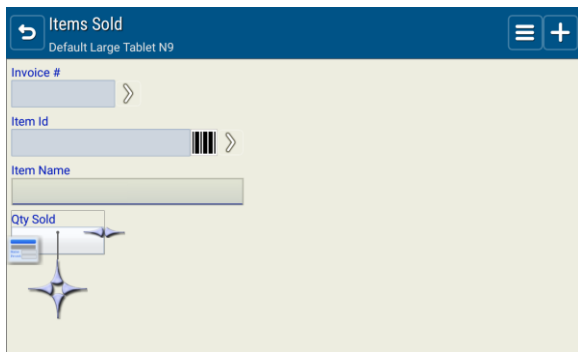 Items Sold
Default Large Tablet N9
Invoice #
Item Id
Item Name
Qty Sold